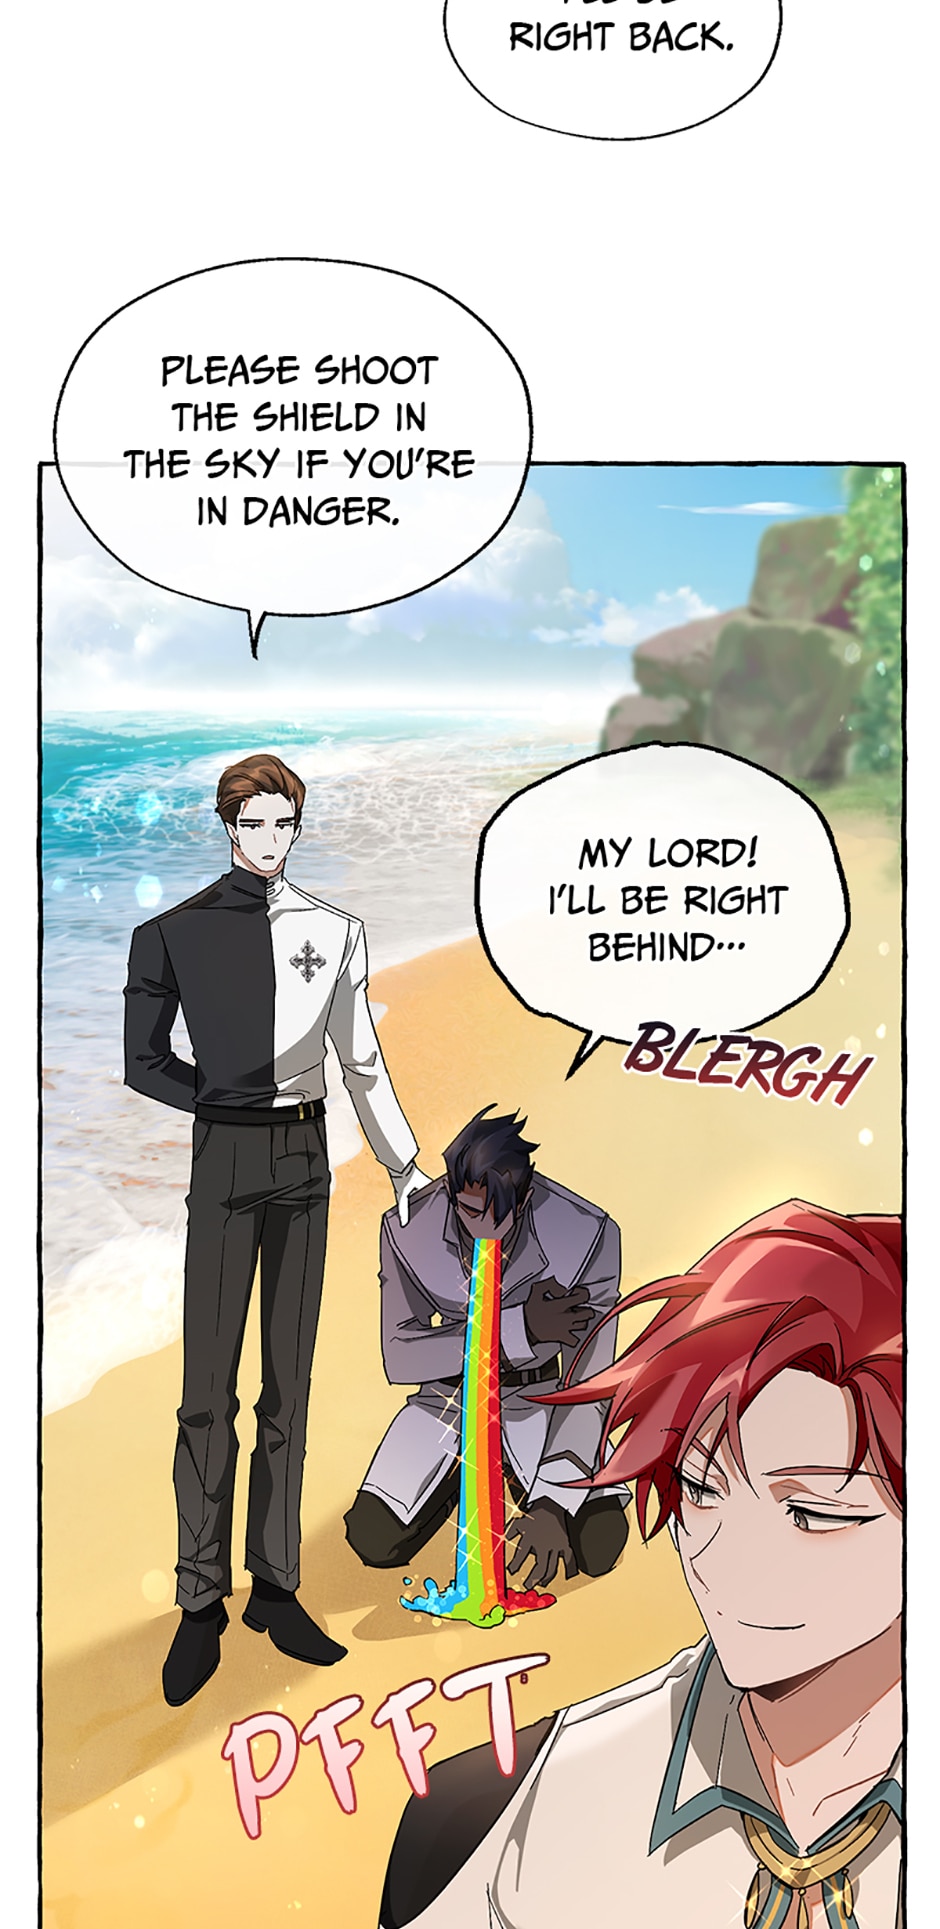 RIGHT BACK.
PLEASE SHOOT
THE SHIELD IN
THE SKY IF YOU'RE
IN DANGER.
MY LORD!
I'LL BE RIGHT
BEHIND...
BLERGH
PFFT